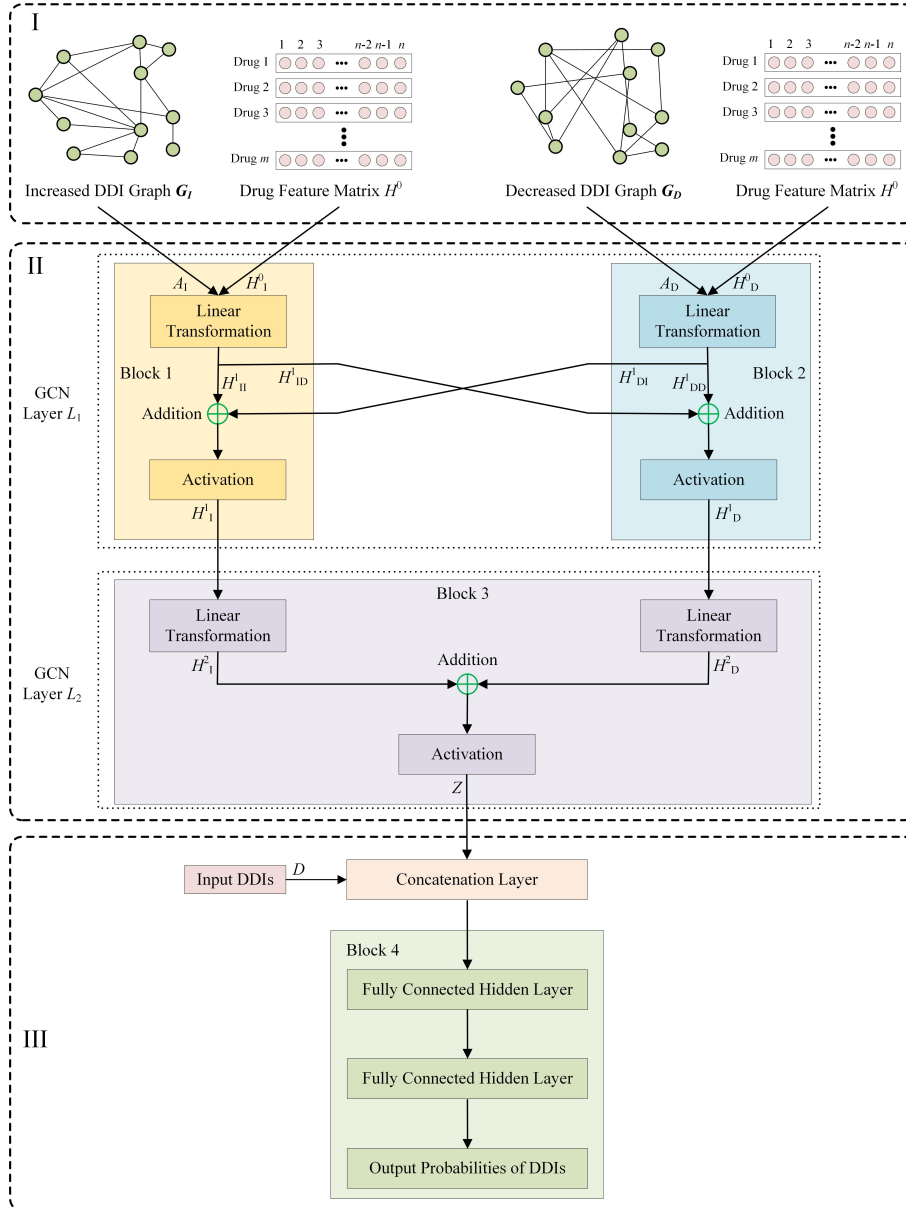 I
1 2 3 n-2 n-1 n
Drug 1 •••
Drug 2 •••
Drug 3 •••
Drug m •••
1 2 3 n-2 n-1 n
Drug 1 •••
Drug 2 •••
Drug 3 •••
Drug m •••
Increased DDI Graph G_I
Drug Feature Matrix H^0
Decreased DDI Graph G_D
Drug Feature Matrix H^0
II
A_I
H^0_I
A_D
H^0_D
Linear
Transformation
Linear
Transformation
Block 1
H^1_II
H^1_ID
H^1_DI
H^1_DD
Block 2
GCN
Layer L_1
Addition
Addition
Activation
Activation
H^1_I
H^1_D
Block 3
Linear
Transformation
Linear
Transformation
H^2_I
H^2_D
GCN
Layer L_2
Addition
Activation
Z
III
Input DDIs
D
Concatenation Layer
Block 4
Fully Connected Hidden Layer
Fully Connected Hidden Layer
Output Probabilities of DDIs